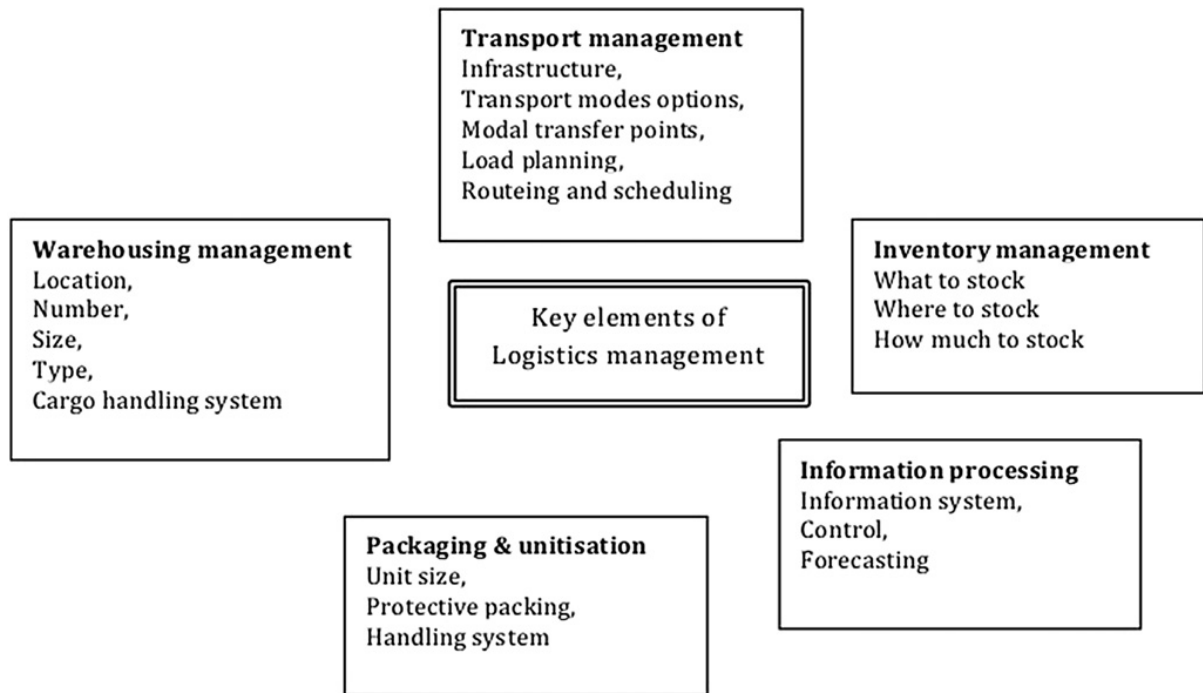 Transport management
Infrastructure,
Transport modes options,
Modal transfer points,
Load planning,
Routeing and scheduling
Warehousing management
Location,
Number,
Size,
Type,
Cargo handling system
Key elements of
Logistics management
Inventory management
What to stock
Where to stock
How much to stock
Information processing
Information system,
Control,
Forecasting
Packaging & unitisation
Unit size,
Protective packing,
Handling system